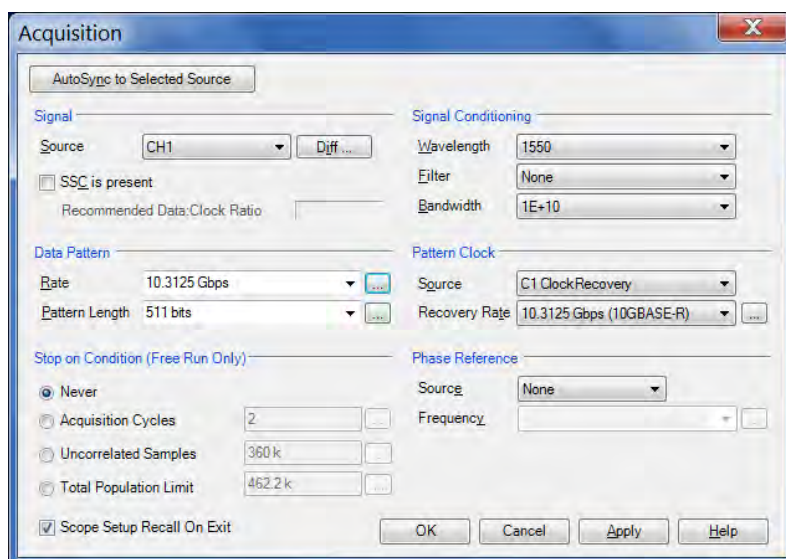 Acquisition
X
AutoSync to Selected Source
Signal
Source CH1 Diff ...
SSC is present
Recommended Data:Clock Ratio
Signal Conditioning
Wavelength 1550
Filter None
Bandwidth 1E+10
Data Pattern
Rate 10.3125 Gbps ...
Pattern Length 511 bits ...
Pattern Clock
Source C1 Clock Recovery
Recovery Rate 10.3125 Gbps (10GBASE-R) ...
Stop on Condition (Free Run Only)
Never
Acquisition Cycles 2 ...
Uncorrelated Samples 360 k ...
Total Population Limit 462.2 k ...
Phase Reference
Source None
Frequency ...
Scope Setup Recall On Exit
OK Cancel Apply Help